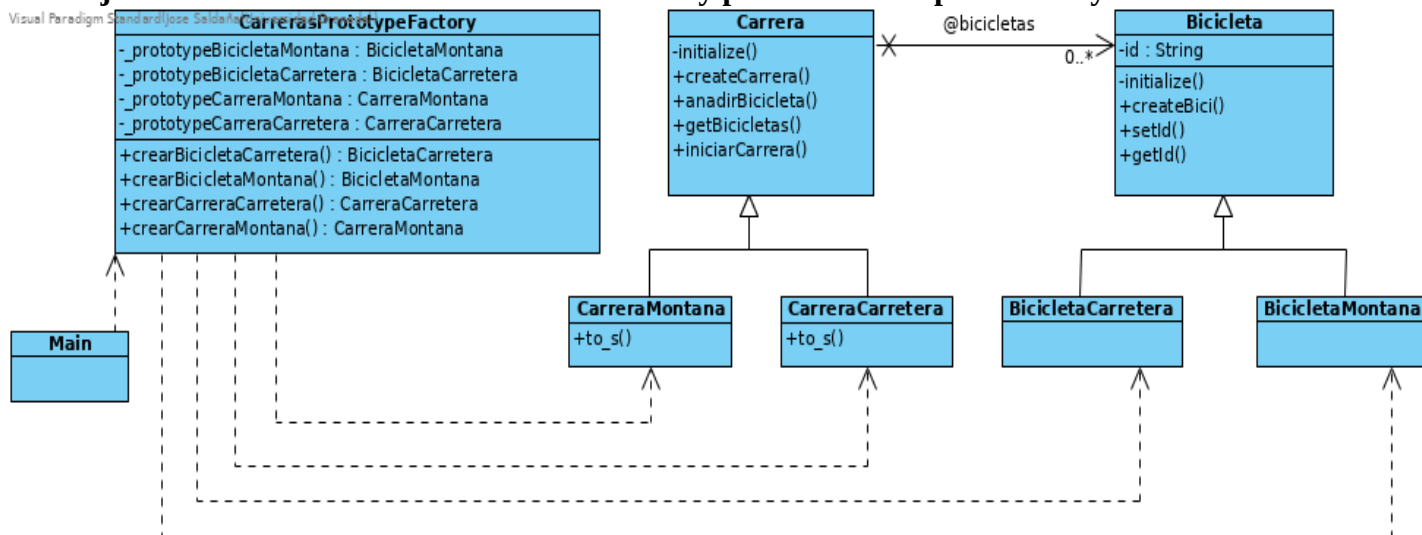 CarrerasPrototypeFactory
-_prototypeBicicletaMontana : BicicletaMontana
-_prototypeBicicletaCarretera : BicicletaCarretera
-_prototypeCarreraMontana : CarreraMontana
-_prototypeCarreraCarretera : CarreraCarretera
+crearBicicletaCarretera() : BicicletaCarretera
+crearBicicletaMontana() : BicicletaMontana
+crearCarreraCarretera() : CarreraCarretera
+crearCarreraMontana() : CarreraMontana
Carrera
-initialize()
+createCarrera()
+anadirBicicleta()
+getBicicletas()
+iniciarCarrera()
@bicicletas
0..*
Bicicleta
-id : String
-initialize()
+createBici()
+setId()
+getId()
Main
CarreraMontana
+to_s()
CarreraCarretera
+to_s()
BicicletaCarretera
BicicletaMontana
Visual Paradigm Standard(Jose